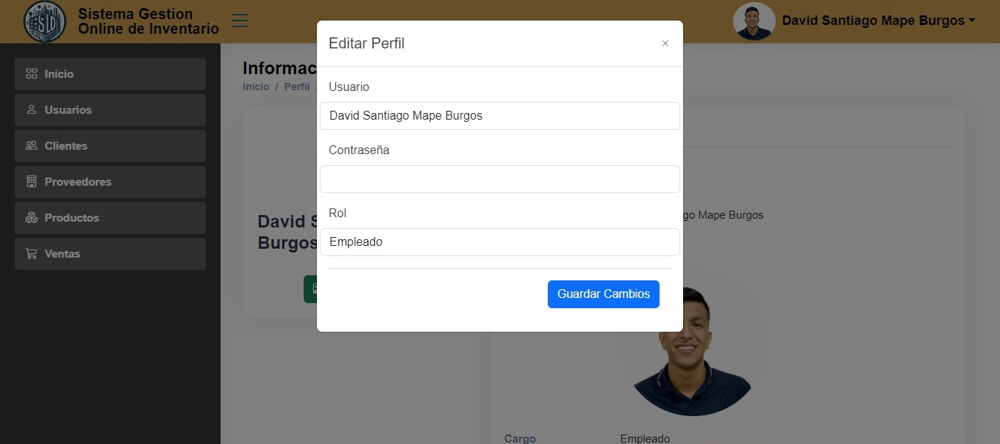 SLD
Sistema Gestion
Online de Inventario
David Santiago Mape Burgos
Inicio
Usuarios
Clientes
Proveedores
Productos
Ventas
Informac
Inicio / Perfil /
David S
Burgos
Editar Perfil
×
Usuario
David Santiago Mape Burgos
Contraseña
Rol
Empleado
Guardar Cambios
go Mape Burgos
Cargo Empleado